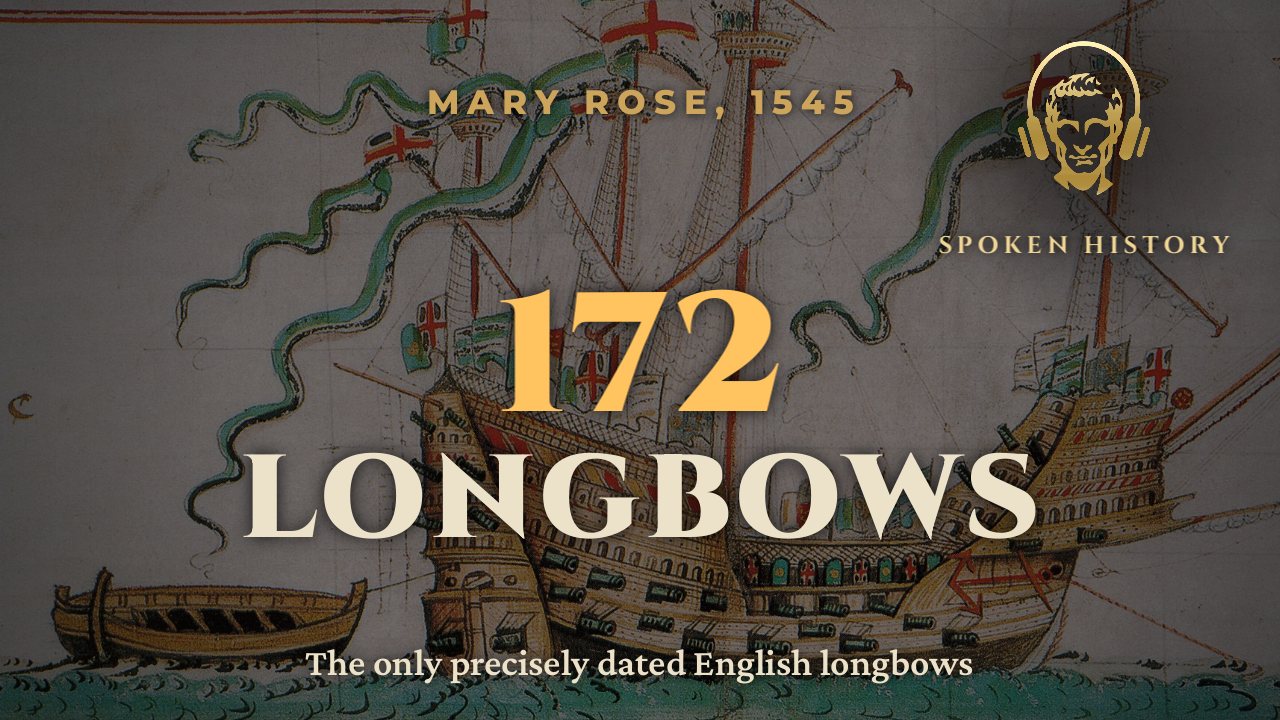 MARY ROSE, 1545
SPOKEN HISTORY
172
LONGBOWS
The only precisely dated English longbows